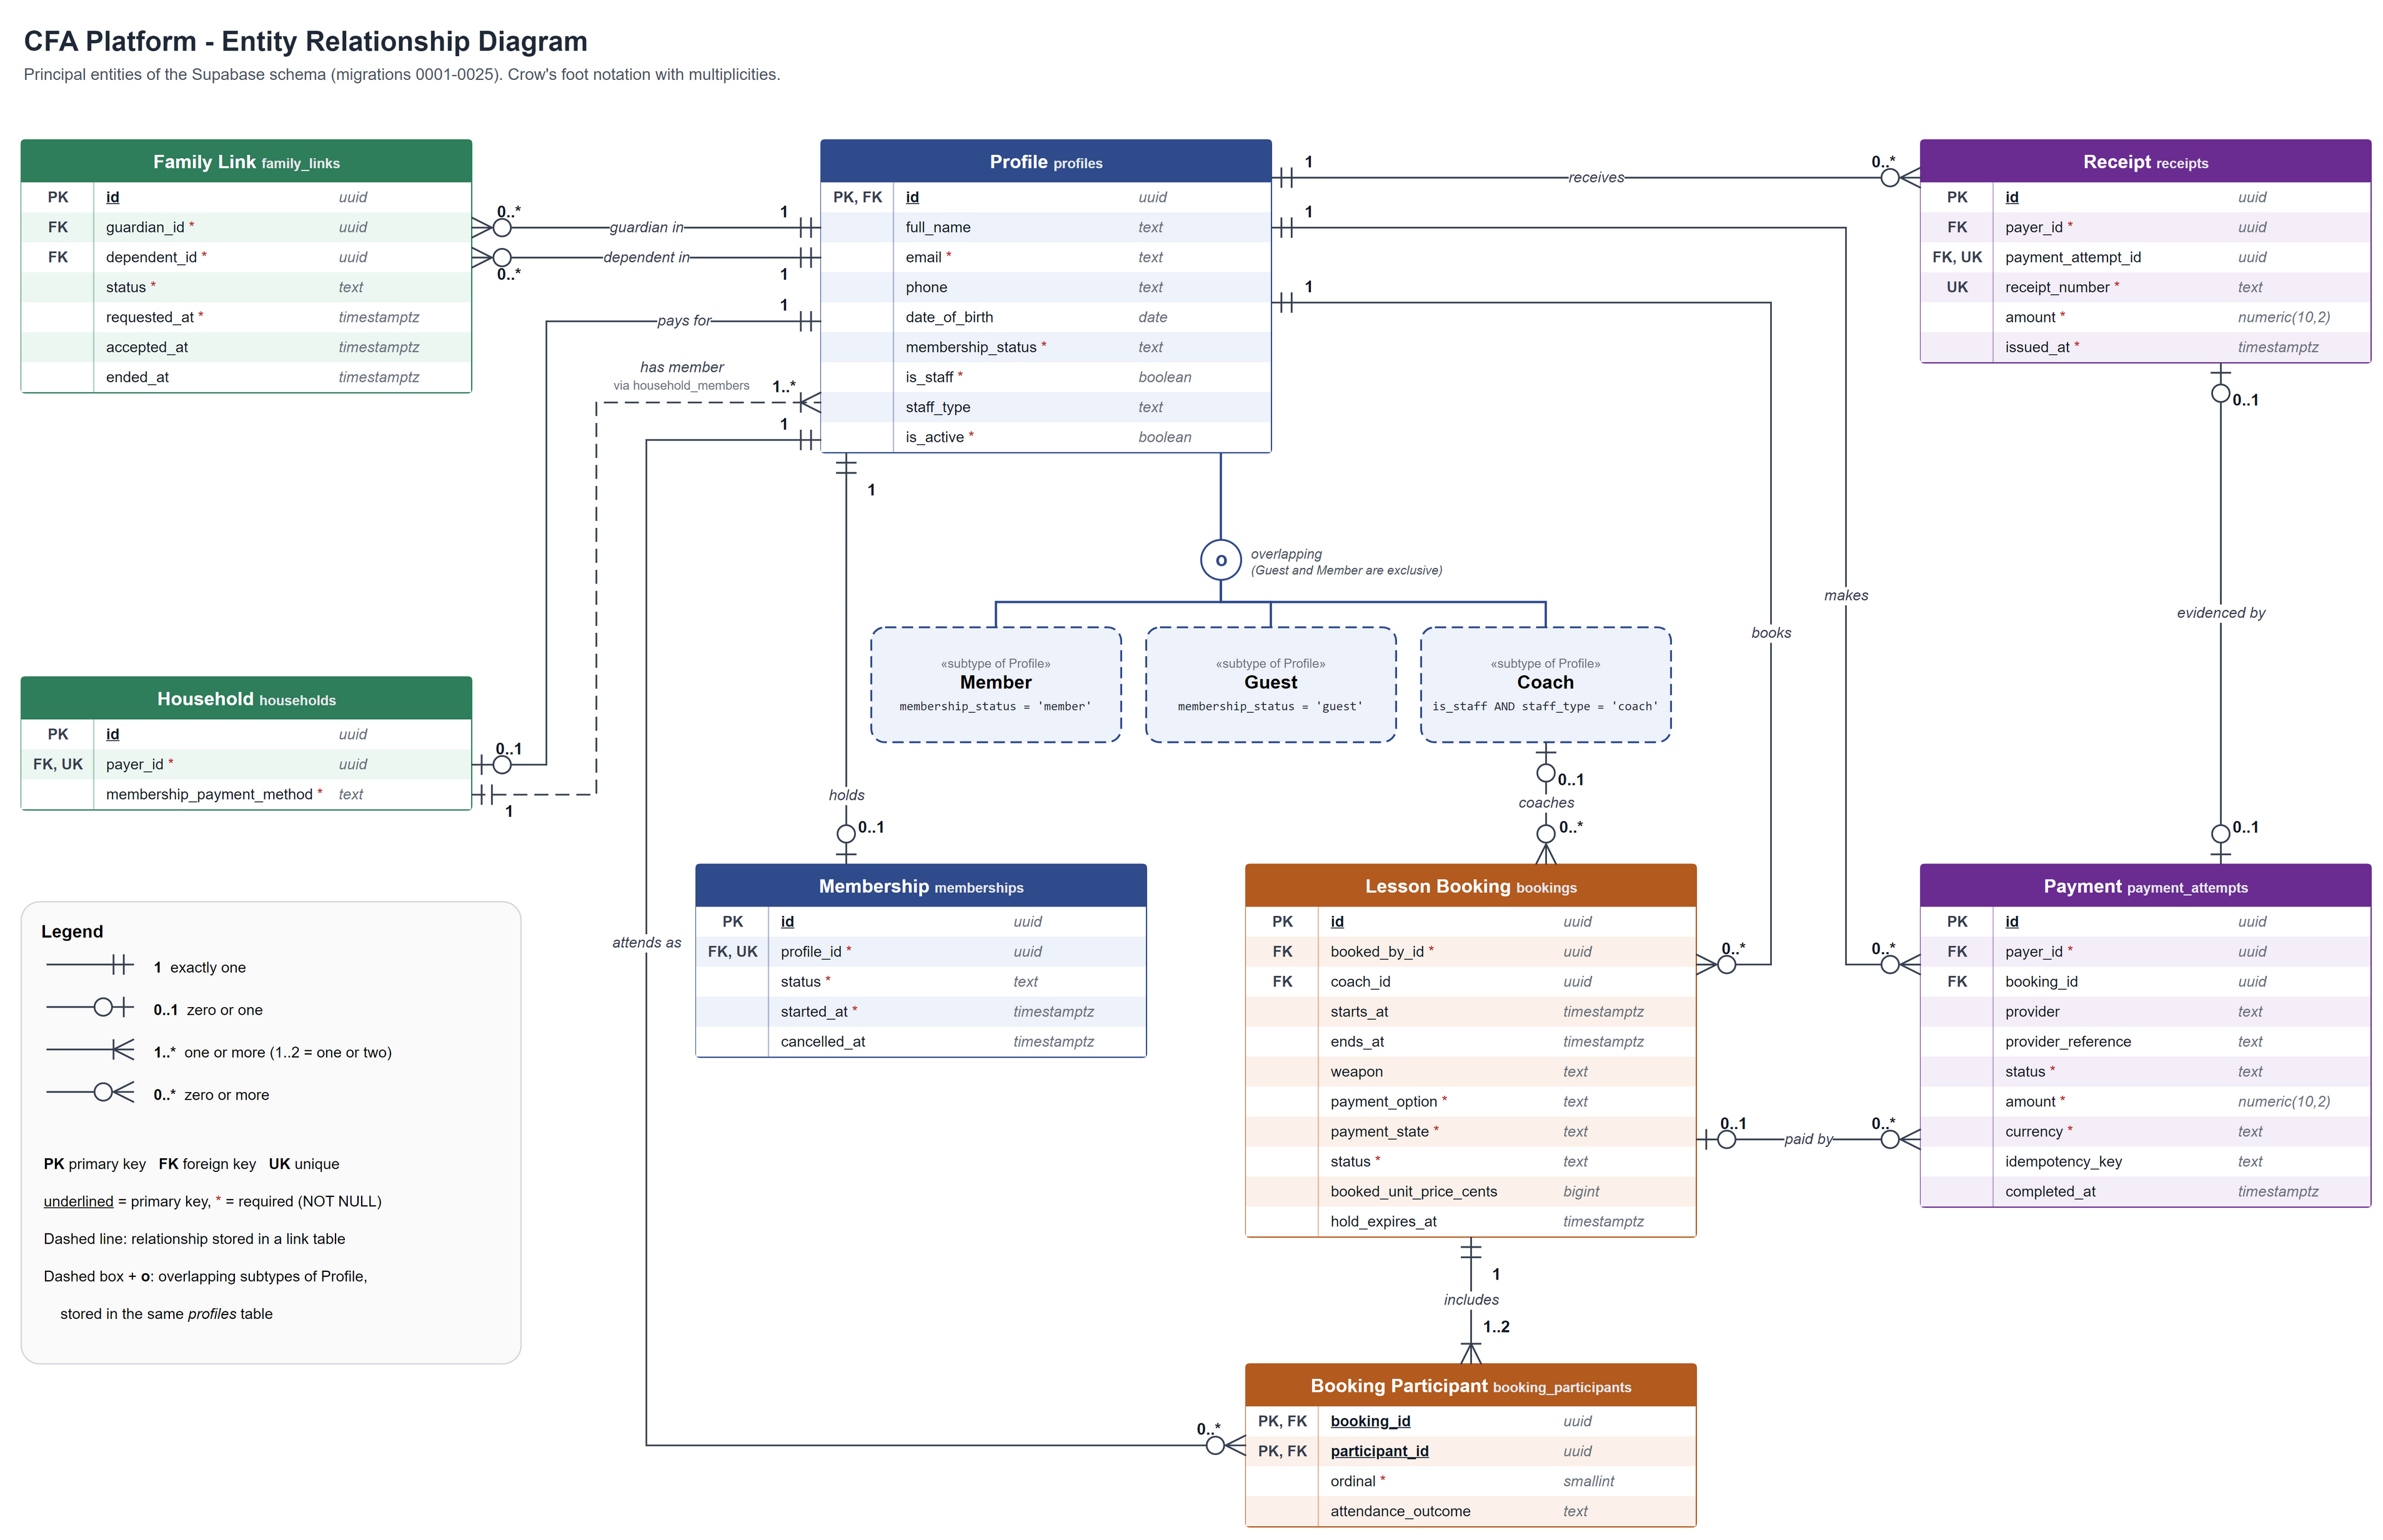 CFA Platform - Entity Relationship Diagram
Principal entities of the Supabase schema (migrations 0001-0025). Crow's foot notation with multiplicities.
Family Link family_links
PK id uuid
FK guardian_id * uuid
FK dependent_id * uuid
status * text
requested_at * timestamptz
accepted_at timestamptz
ended_at timestamptz
0..* guardian in 1
0..* dependent in 1
pays for 1
has member
via household_members 1..*
1
Profile profiles
PK, FK id uuid
full_name text
email * text
phone text
date_of_birth date
membership_status * text
is_staff * boolean
staff_type text
is_active * boolean
1 receives 0..*
1
1
Receipt receipts
PK id uuid
FK payer_id * uuid
FK, UK payment_attempt_id uuid
UK receipt_number * text
amount * numeric(10,2)
issued_at * timestamptz
0..1
1
o
overlapping
(Guest and Member are exclusive)
makes
books
evidenced by
«subtype of Profile»
Member
membership_status = 'member'
«subtype of Profile»
Guest
membership_status = 'guest'
«subtype of Profile»
Coach
is_staff AND staff_type = 'coach'
Household households
PK id uuid
FK, UK payer_id * uuid
membership_payment_method * text
0..1
1
holds
0..1
0..1
coaches
0..*
0..1
Legend
1 exactly one
0..1 zero or one
1..* one or more (1..2 = one or two)
0..* zero or more
PK primary key FK foreign key UK unique
underlined = primary key, * = required (NOT NULL)
Dashed line: relationship stored in a link table
Dashed box + o: overlapping subtypes of Profile,
stored in the same profiles table
attends as
Membership memberships
PK id uuid
FK, UK profile_id * uuid
status * text
started_at * timestamptz
cancelled_at timestamptz
Lesson Booking bookings
PK id uuid
FK booked_by_id * uuid
FK coach_id uuid
starts_at timestamptz
ends_at timestamptz
weapon text
payment_option * text
payment_state * text
status * text
booked_unit_price_cents bigint
hold_expires_at timestamptz
0..*
0..*
0..1 paid by 0..*
Payment payment_attempts
PK id uuid
FK payer_id * uuid
FK booking_id uuid
provider text
provider_reference text
status * text
amount * numeric(10,2)
currency * text
idempotency_key text
completed_at timestamptz
1
includes
1..2
0..*
Booking Participant booking_participants
PK, FK booking_id uuid
PK, FK participant_id uuid
ordinal * smallint
attendance_outcome text